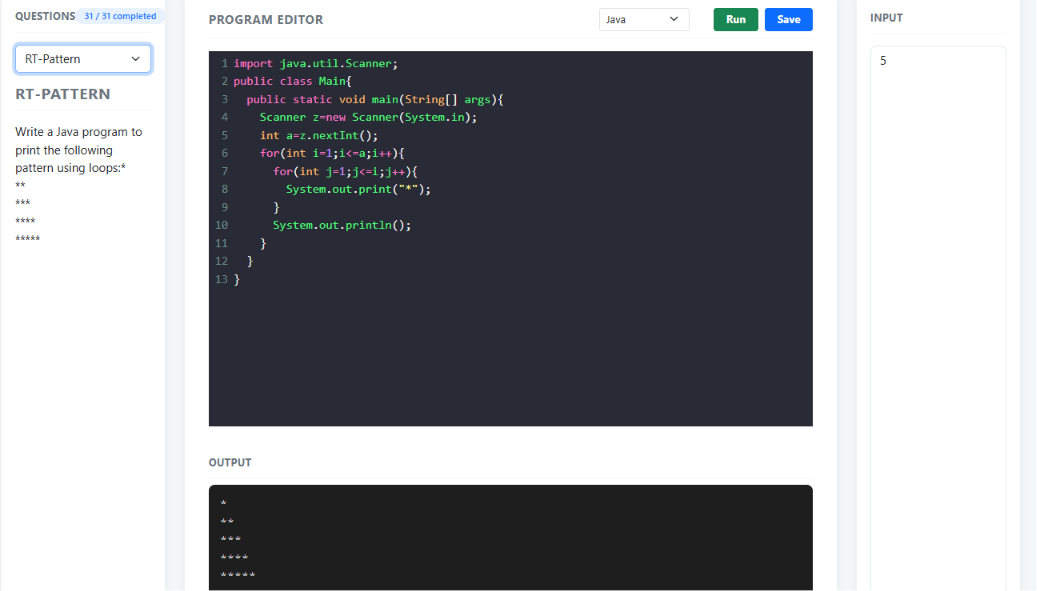 QUESTIONS 31 / 31 completed
RT-Pattern
RT-PATTERN
Write a Java program to
print the following
pattern using loops:*
**
***
****
*****
PROGRAM EDITOR
Java
Run
Save
1 import java.util.Scanner;
2 public class Main{
3   public static void main(String[] args){
4     Scanner z=new Scanner(System.in);
5     int a=z.nextInt();
6     for(int i=1;i<=a;i++){
7       for(int j=1;j<=i;j++){
8         System.out.print("*");
9       }
10       System.out.println();
11     }
12   }
13 }
OUTPUT
*
**
***
****
*****
INPUT
5